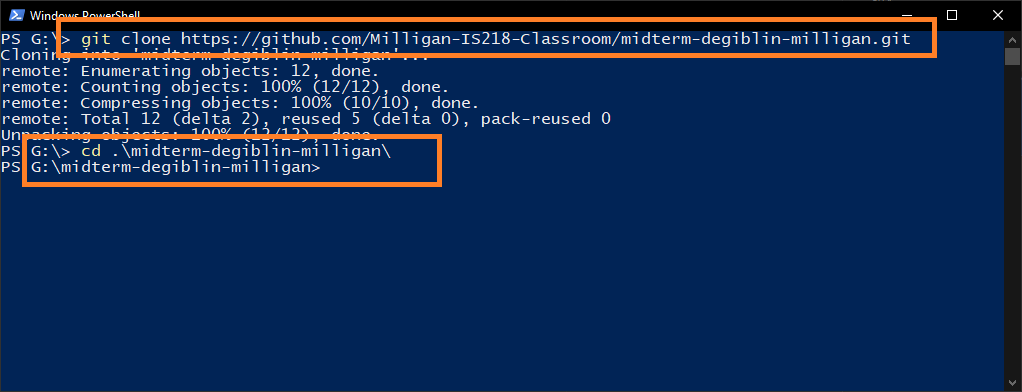 Windows PowerShell
PS G:\> git clone https://github.com/Milligan-IS218-Classroom/midterm-degiblin-milligan.git
Cloning into 'midterm-degiblin-milligan'...
remote: Enumerating objects: 12, done.
remote: Counting objects: 100% (12/12), done.
remote: Compressing objects: 100% (10/10), done.
remote: Total 12 (delta 2), reused 5 (delta 0), pack-reused 0
Unpacking objects: 100% (12/12), done.
PS G:\> cd .\midterm-degiblin-milligan\
PS G:\midterm-degiblin-milligan>